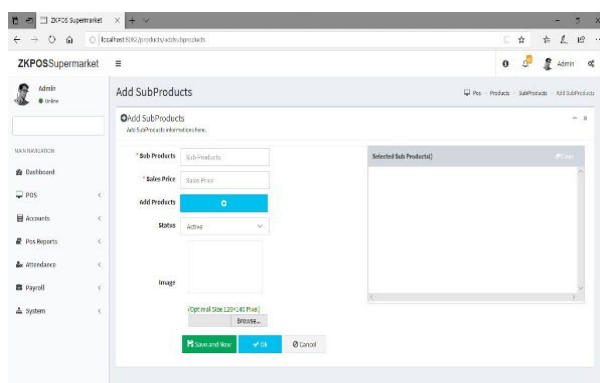 ZKPOS Supermarket
localhost:8082/products/addsubproducts
ZKPOSSupermarket
Admin
Admin
Online
MAIN NAVIGATION
Dashboard
POS
Accounts
Pos Reports
Attendance
Payroll
System
Add SubProducts
Pos - Products - SubProducts - Add SubProducts
Add SubProducts
Add SubProducts informations here.
* Sub Products
Sub Products
* Sales Price
Sales Price
Add Products
Status
Active
Image
(Optimal Size 120×140 Pixel)
Browse...
Save and New
Ok
Cancel
Selected Sub Products()